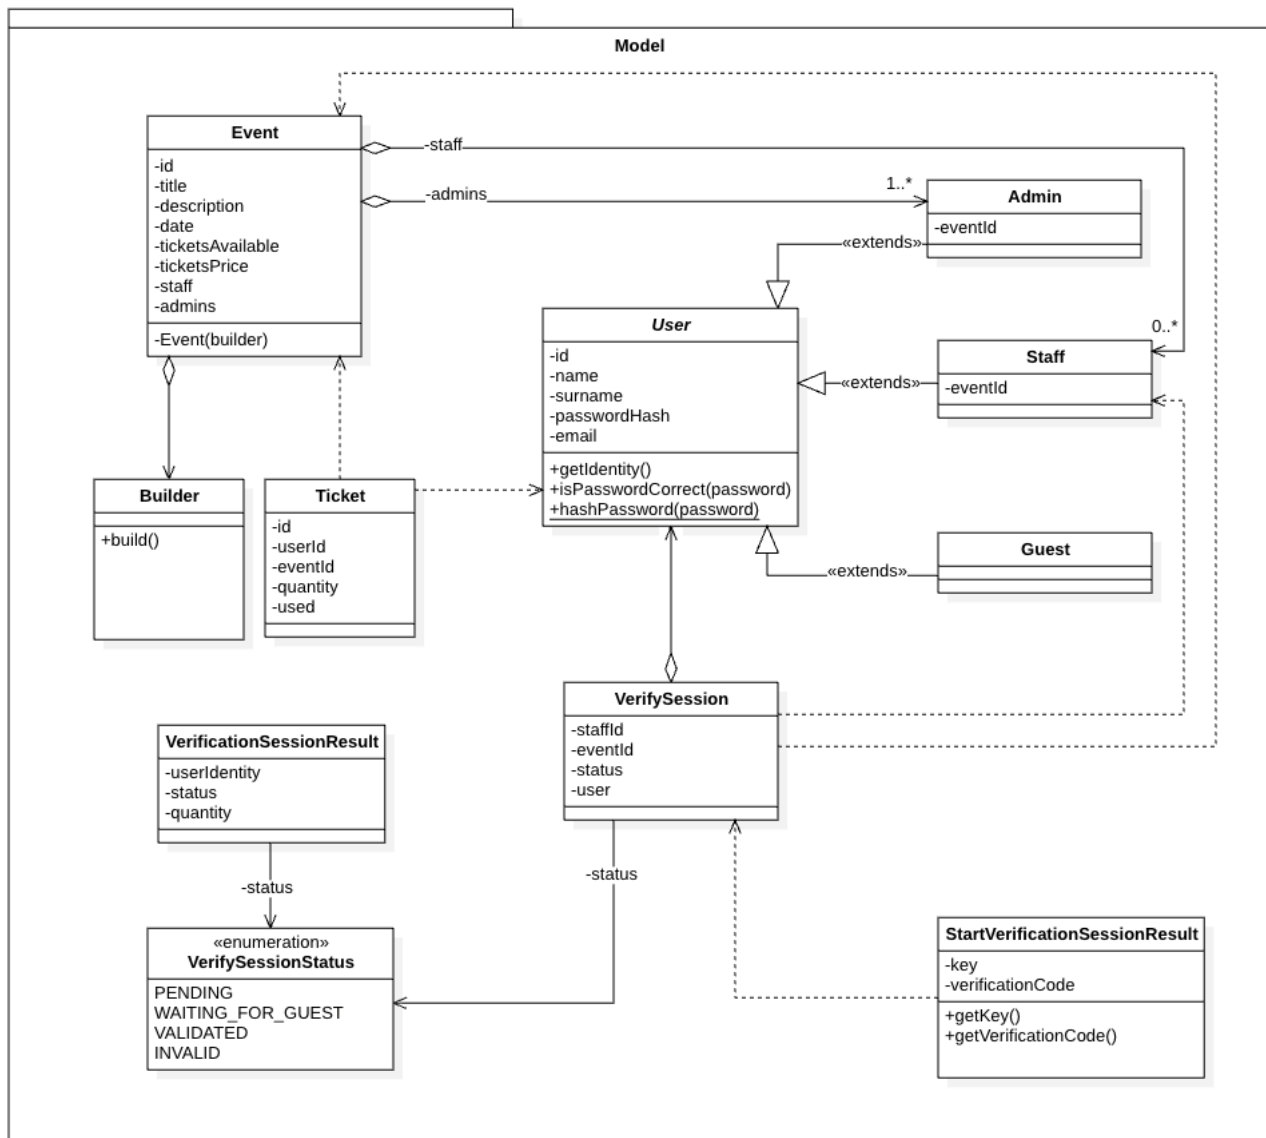 Model
Event
-id
-title
-description
-date
-ticketsAvailable
-ticketsPrice
-staff
-admins
-Event(builder)
-staff
-admins
1..*
Admin
-eventId
«extends»
User
-id
-name
-surname
-passwordHash
-email
+getIdentity()
+isPasswordCorrect(password)
+hashPassword(password)
0..*
Staff
-eventId
«extends»
Builder
+build()
Ticket
-id
-userId
-eventId
-quantity
-used
Guest
«extends»
VerifySession
-staffId
-eventId
-status
-user
VerificationSessionResult
-userIdentity
-status
-quantity
-status
-status
«enumeration»
VerifySessionStatus
PENDING
WAITING_FOR_GUEST
VALIDATED
INVALID
StartVerificationSessionResult
-key
-verificationCode
+getKey()
+getVerificationCode()